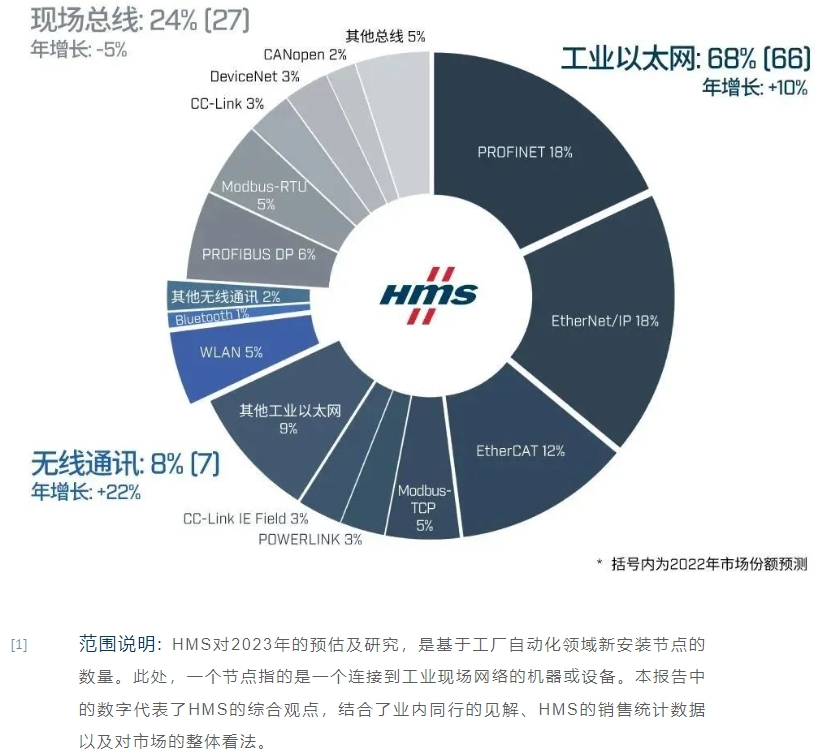 现场总线: 24% (27)
年增长: -5%
其他总线 5%
CANopen 2%
DeviceNet 3%
CC-Link 3%
Modbus-RTU
5%
PROFIBUS DP 6%
工业以太网: 68% (66)
年增长: +10%
PROFINET 18%
EtherNet/IP 18%
EtherCAT 12%
Modbus-
TCP
5%
POWERLINK 3%
CC-Link IE Field 3%
其他工业以太网
9%
无线通讯: 8% (7)
年增长: +22%
其他无线通讯 2%
Bluetooth 1%
WLAN 5%
HMS
* 括号内为2022年市场份额预测
[1] 范围说明: HMS对2023年的预估及研究，是基于工厂自动化领域新安装节点的
数量。此处，一个节点指的是一个连接到工业现场网络的机器或设备。本报告中
的数字代表了HMS的综合观点，结合了业内同行的见解、HMS的销售统计数据
以及对市场的整体看法。